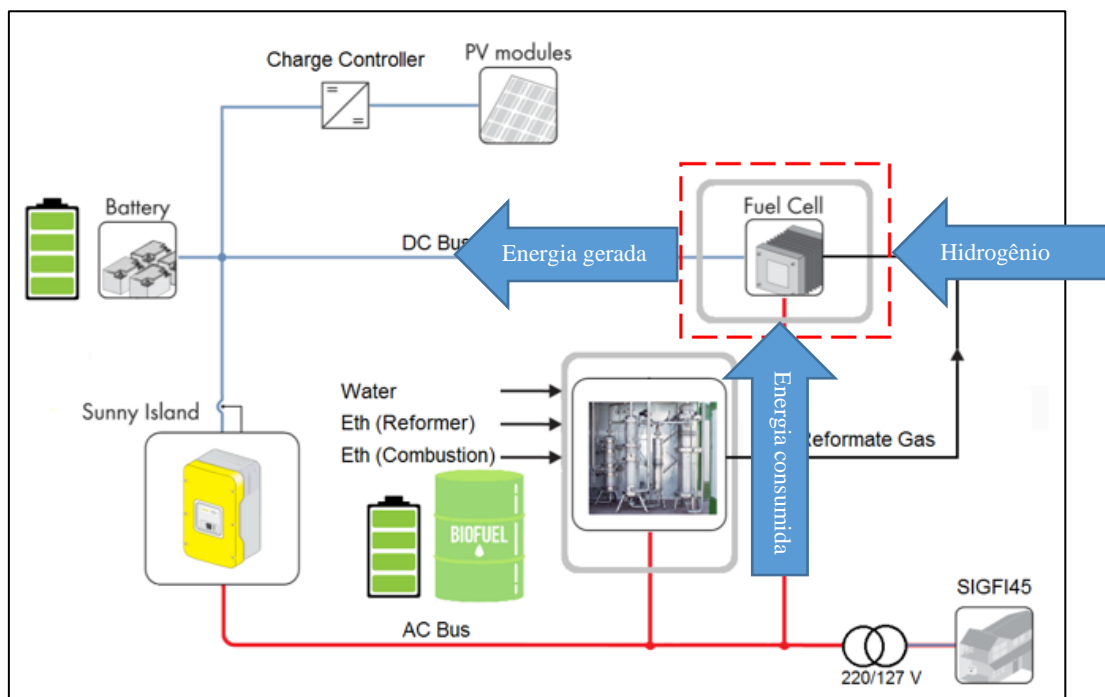 Charge Controller
PV modules
Battery
DC Bus
Energia gerada
Fuel Cell
Hidrogênio
Sunny Island
Water
Eth (Reformer)
Eth (Combustion)
BIOFUEL
Energia consumida
Reformate Gas
AC Bus
220/127 V
SIGFI45